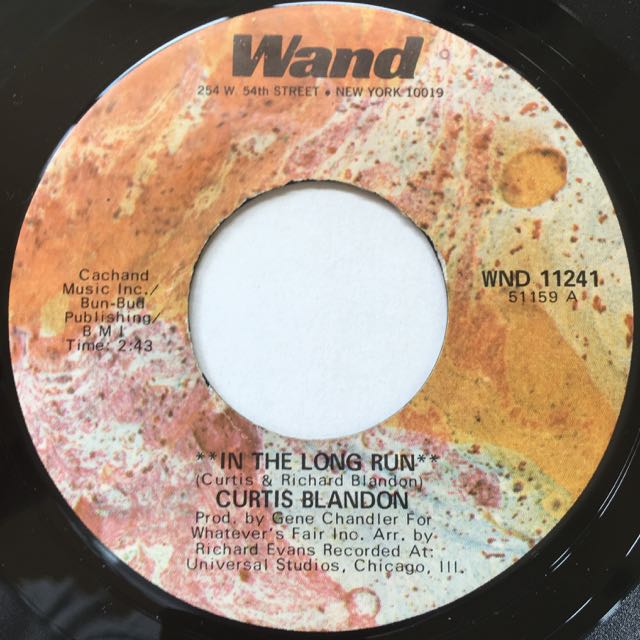 Wand
254 W. 54th STREET • NEW YORK 10019
Cachand
Music Inc./
Bun-Bud
Publishing/
B M I
Time: 2:43
WND 11241
51159 A
**IN THE LONG RUN**
(Curtis & Richard Blandon)
CURTIS BLANDON
Prod. by Gene Chandler For
Whatever's Fair Inc. Arr. by
Richard Evans Recorded At:
Universal Studios, Chicago, Ill.